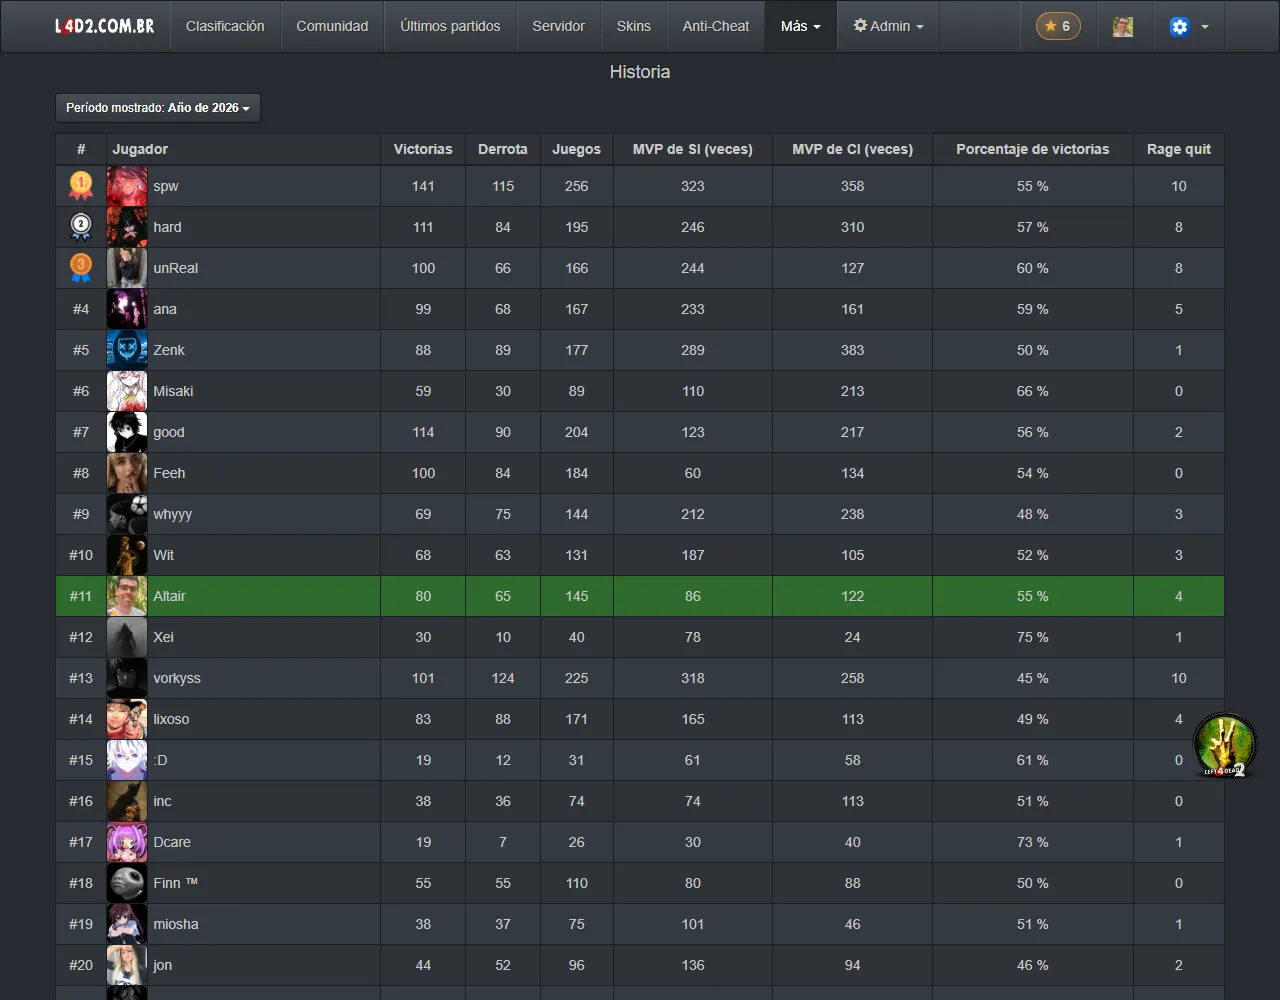 L4D2.COM.BR Clasificación Comunidad Últimos partidos Servidor Skins Anti-Cheat Más Admin 6
Historia
Período mostrado: Año de 2026
# Jugador Victorias Derrota Juegos MVP de SI (veces) MVP de CI (veces) Porcentaje de victorias Rage quit
1 spw 141 115 256 323 358 55 % 10
2 hard 111 84 195 246 310 57 % 8
3 unReal 100 66 166 244 127 60 % 8
#4 ana 99 68 167 233 161 59 % 5
#5 Zenk 88 89 177 289 383 50 % 1
#6 Misaki 59 30 89 110 213 66 % 0
#7 good 114 90 204 123 217 56 % 2
#8 Feeh 100 84 184 60 134 54 % 0
#9 whyyy 69 75 144 212 238 48 % 3
#10 Wit 68 63 131 187 105 52 % 3
#11 Altair 80 65 145 86 122 55 % 4
#12 Xei 30 10 40 78 24 75 % 1
#13 vorkyss 101 124 225 318 258 45 % 10
#14 lixoso 83 88 171 165 113 49 % 4
#15 :D 19 12 31 61 58 61 % 0
LEFT 4 DEAD 2
#16 inc 38 36 74 74 113 51 % 0
#17 Dcare 19 7 26 30 40 73 % 1
#18 Finn ™ 55 55 110 80 88 50 % 0
#19 miosha 38 37 75 101 46 51 % 1
#20 jon 44 52 96 136 94 46 % 2